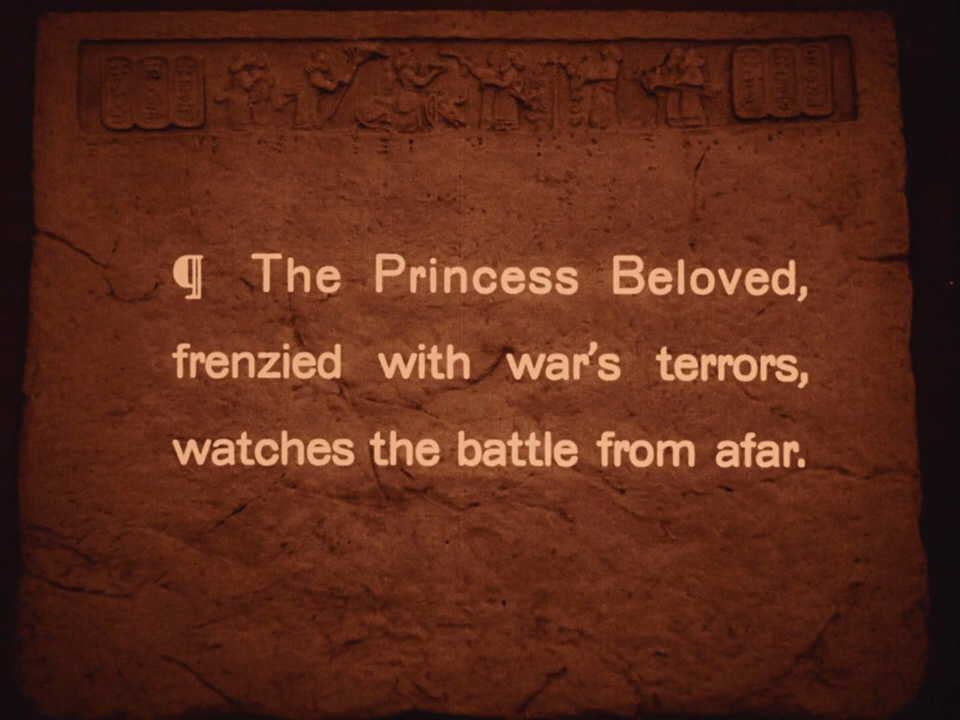 ¶ The Princess Beloved,
frenzied with war's terrors,
watches the battle from afar.